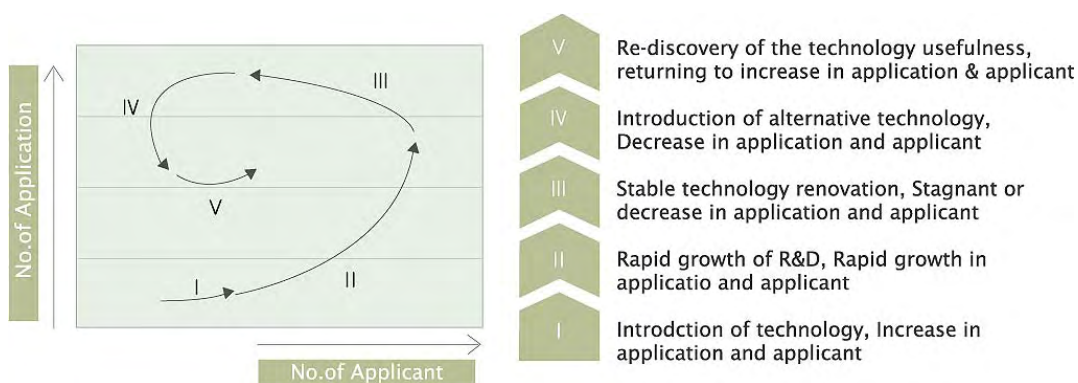 No.of Application
I
II
III
IV
V
No.of Applicant
V
Re-discovery of the technology usefulness,
returning to increase in application & applicant
IV
Introduction of alternative technology,
Decrease in application and applicant
III
Stable technology renovation, Stagnant or
decrease in application and applicant
II
Rapid growth of R&D, Rapid growth in
applicatio and applicant
I
Introdction of technology, Increase in
application and applicant